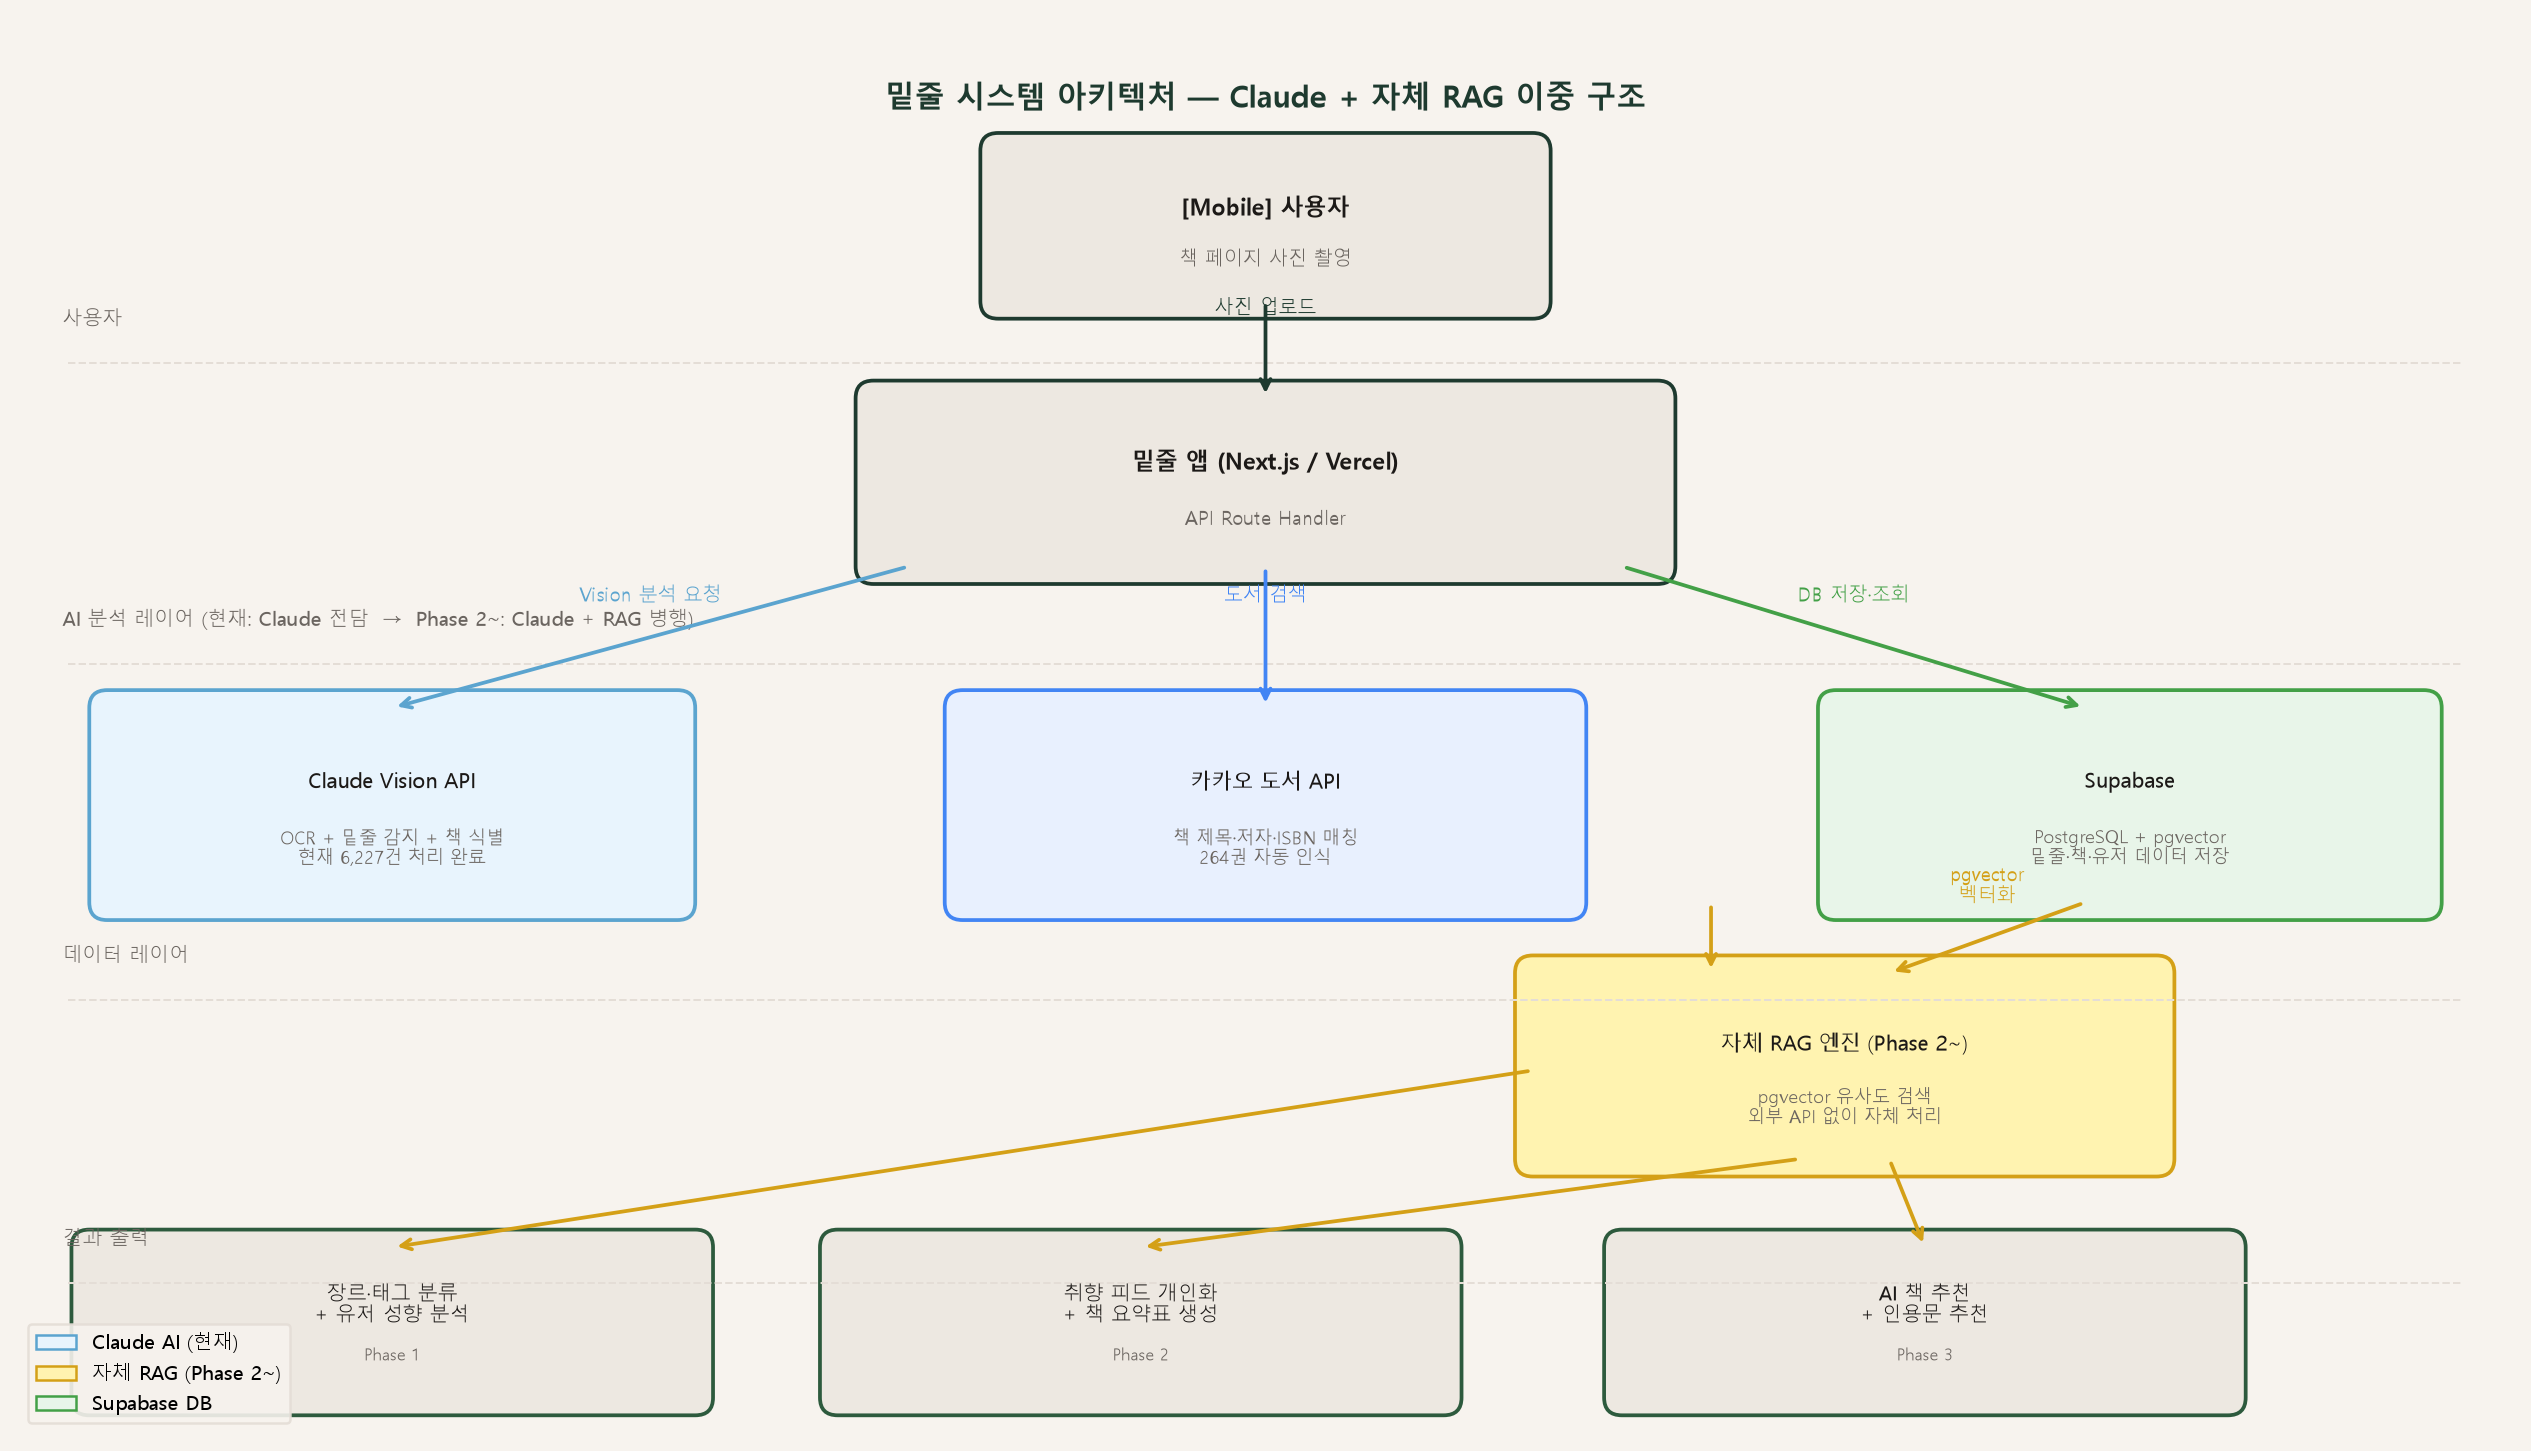 밑줄 시스템 아키텍처 — Claude + 자체 RAG 이중 구조
[Mobile] 사용자
책 페이지 사진 촬영
사진 업로드
사용자
밑줄 앱 (Next.js / Vercel)
API Route Handler
Vision 분석 요청
도서 검색
DB 저장·조회
AI 분석 레이어 (현재: Claude 전담 → Phase 2~: Claude + RAG 병행)
Claude Vision API
OCR + 밑줄 감지 + 책 식별
현재 6,227건 처리 완료
카카오 도서 API
책 제목·저자·ISBN 매칭
264권 자동 인식
Supabase
PostgreSQL + pgvector
밑줄·책·유저 데이터 저장
pgvector
벡터화
데이터 레이어
자체 RAG 엔진 (Phase 2~)
pgvector 유사도 검색
외부 API 없이 자체 처리
결과 출력
장르·태그 분류
+ 유저 성향 분석
Phase 1
취향 피드 개인화
+ 책 요약표 생성
Phase 2
AI 책 추천
+ 인용문 추천
Phase 3
Claude AI (현재)
자체 RAG (Phase 2~)
Supabase DB